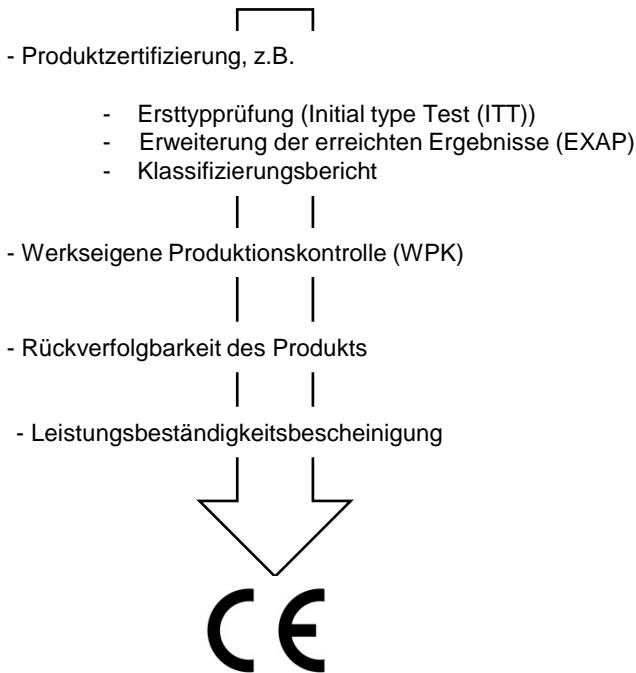 - Produktzertifizierung, z.B.
- Ersttypprüfung (Initial type Test (ITT))
- Erweiterung der erreichten Ergebnisse (EXAP)
- Klassifizierungsbericht
- Werkseigene Produktionskontrolle (WPK)
- Rückverfolgbarkeit des Produkts
- Leistungsbeständigkeitsbescheinigung
CE